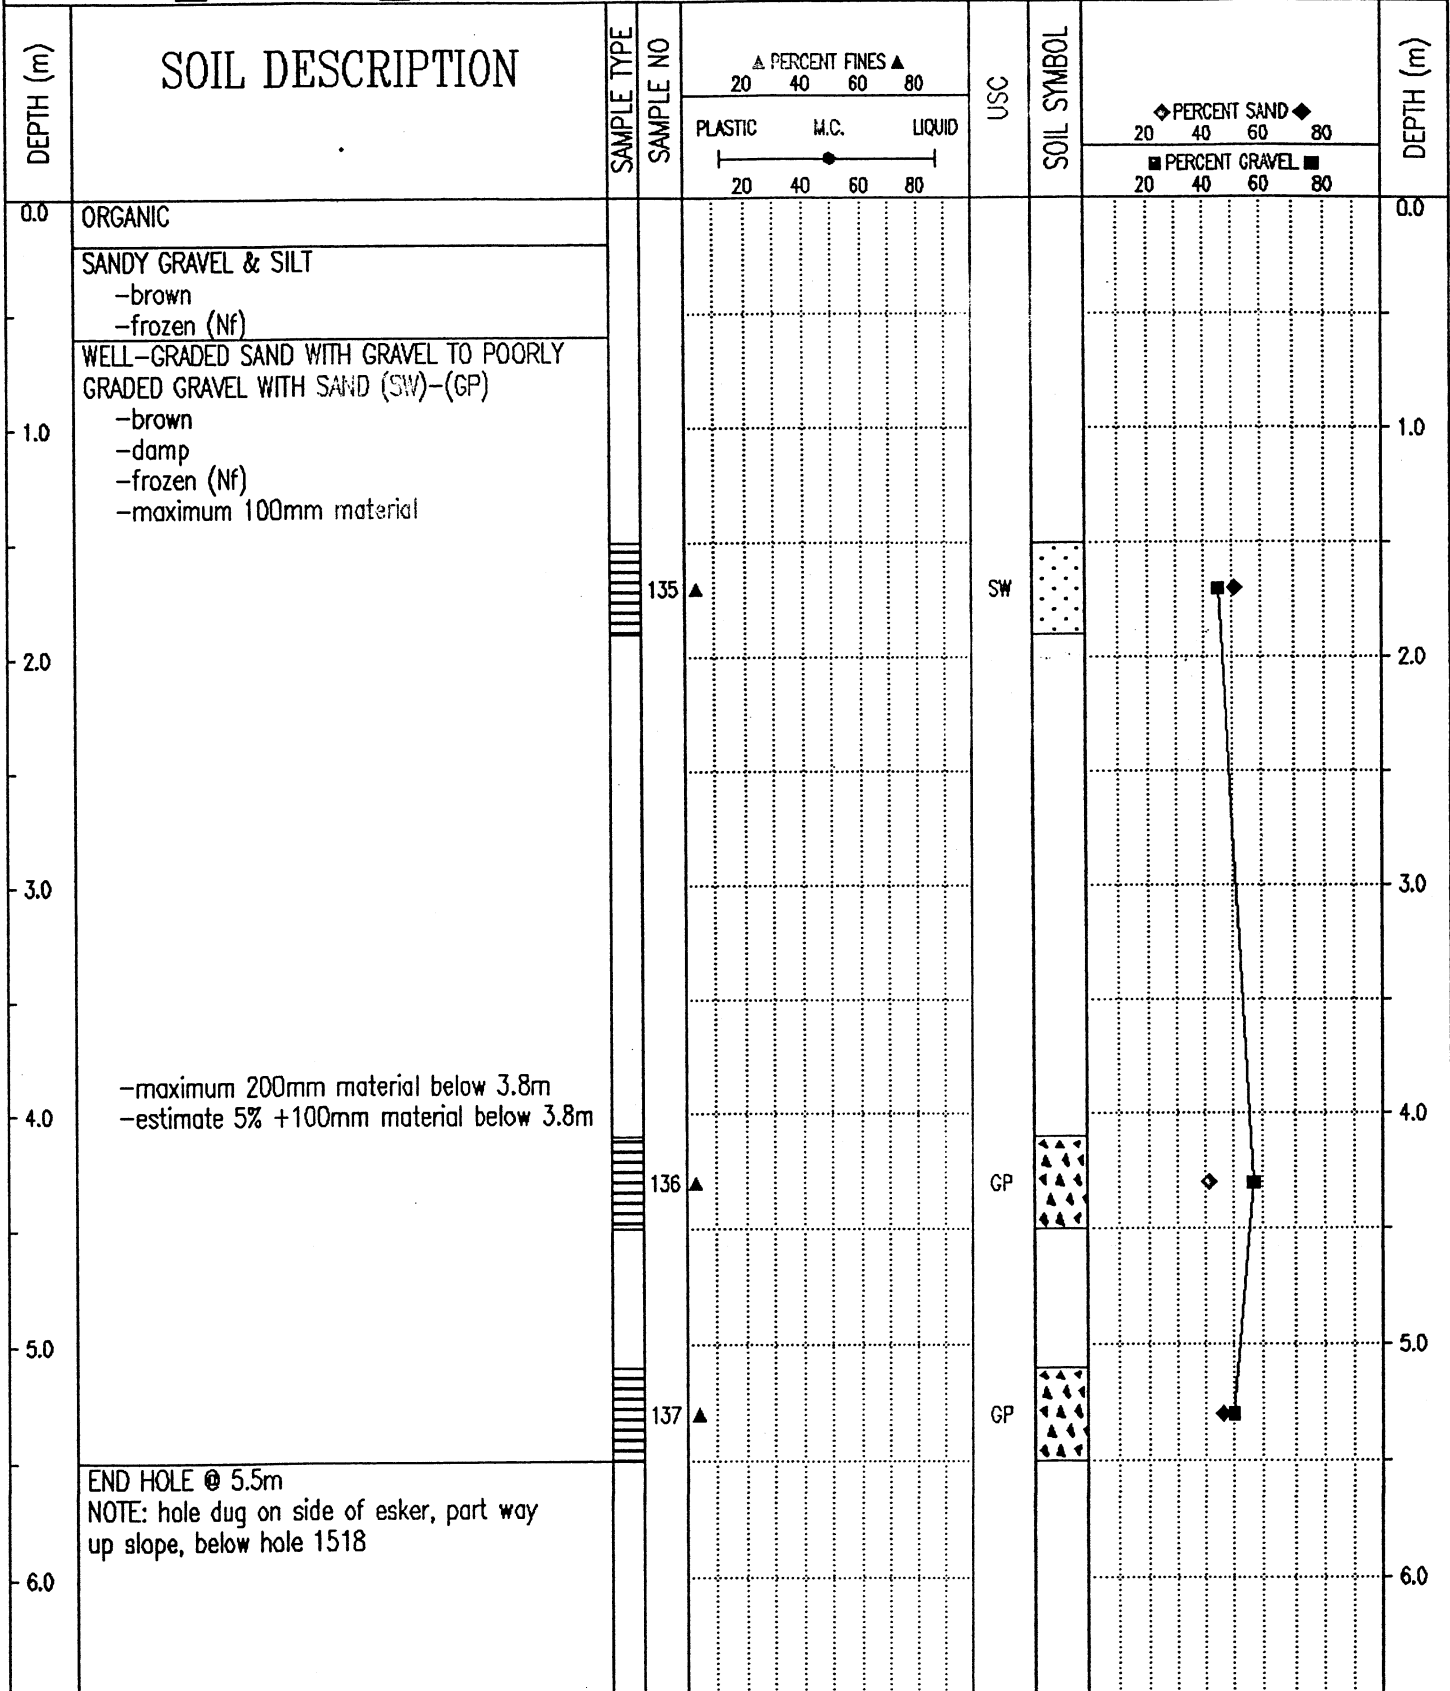 DEPTH (m)
SOIL DESCRIPTION
SAMPLE TYPE
SAMPLE NO
▲ PERCENT FINES ▲
20 40 60 80
PLASTIC M.C. LIQUID
20 40 60 80
USC
SOIL SYMBOL
◆PERCENT SAND◆
20 40 60 80
■PERCENT GRAVEL■
20 40 60 80
DEPTH (m)
0.0
ORGANIC
0.0
SANDY GRAVEL & SILT
-brown
-frozen (Nf)
WELL-GRADED SAND WITH GRAVEL TO POORLY
GRADED GRAVEL WITH SAND (SW)-(GP)
-brown
1.0
1.0
-damp
-frozen (Nf)
-maximum 100mm material
135
SW
2.0
2.0
3.0
3.0
-maximum 200mm material below 3.8m
4.0
-estimate 5% +100mm material below 3.8m
4.0
136
GP
5.0
5.0
137
GP
END HOLE @ 5.5m
NOTE: hole dug on side of esker, part way
up slope, below hole 1518
6.0
6.0